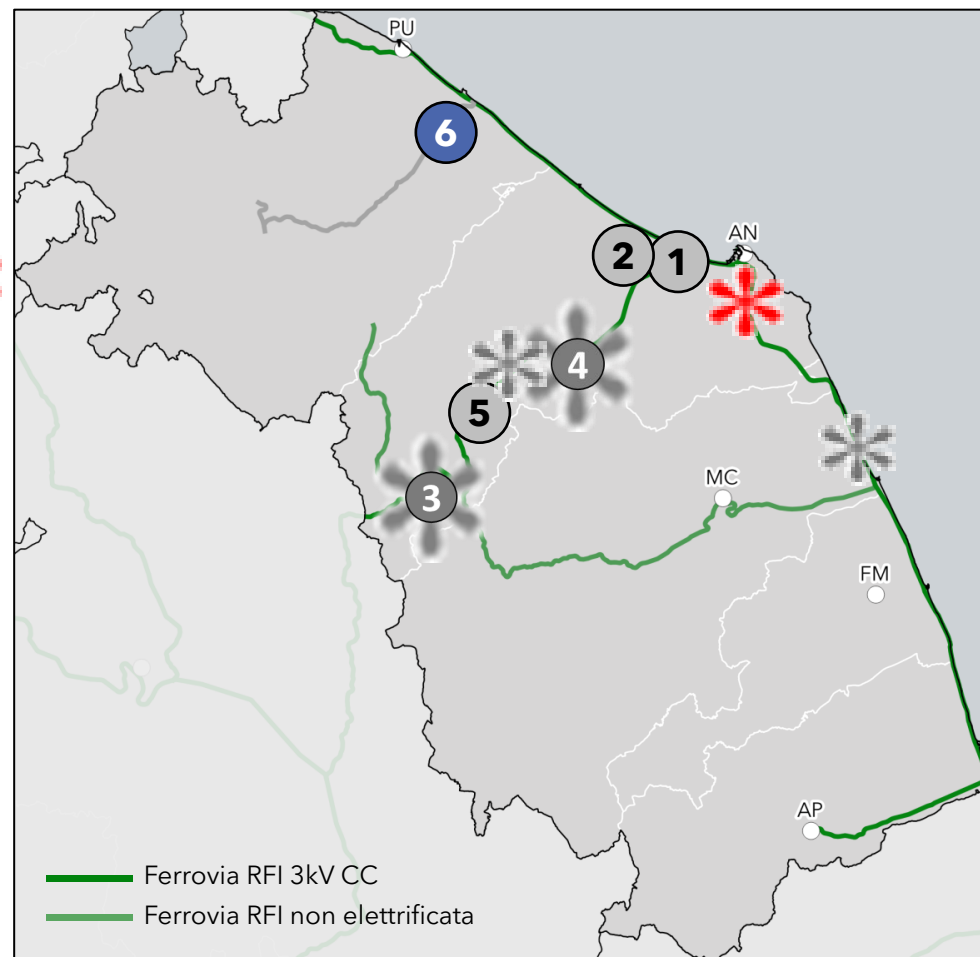 PU
6
AN
2
1
4
5
MC
3
FM
AP
Ferrovia RFI 3kV CC
Ferrovia RFI non elettrificata